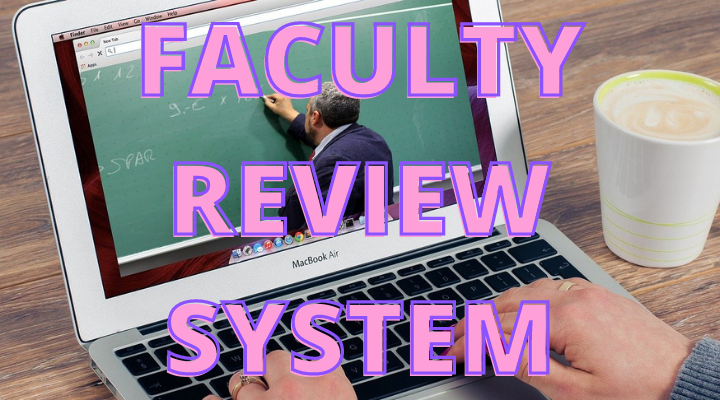 Finder File Edit View Go Window Help
New Tab
Apps
FACULTY
REVIEW
SYSTEM
MacBook Air